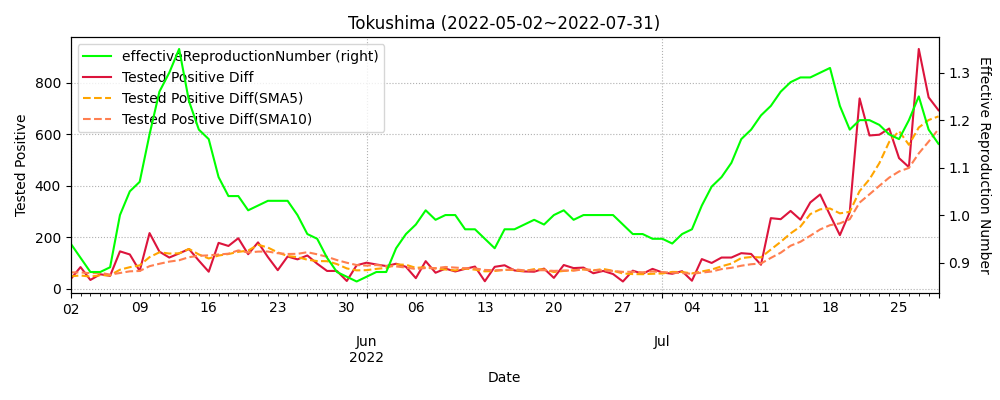 Tokushima (2022-05-02~2022-07-31)
effectiveReproductionNumber (right)
Tested Positive Diff
Tested Positive Diff(SMA5)
Tested Positive Diff(SMA10)
Tested Positive
800
600
400
200
0
Effective Reproduction Number
1.3
1.2
1.1
1.0
0.9
02 09 16 23 30 06 13 20 27 04 11 18 25
Jun Jul
2022
Date